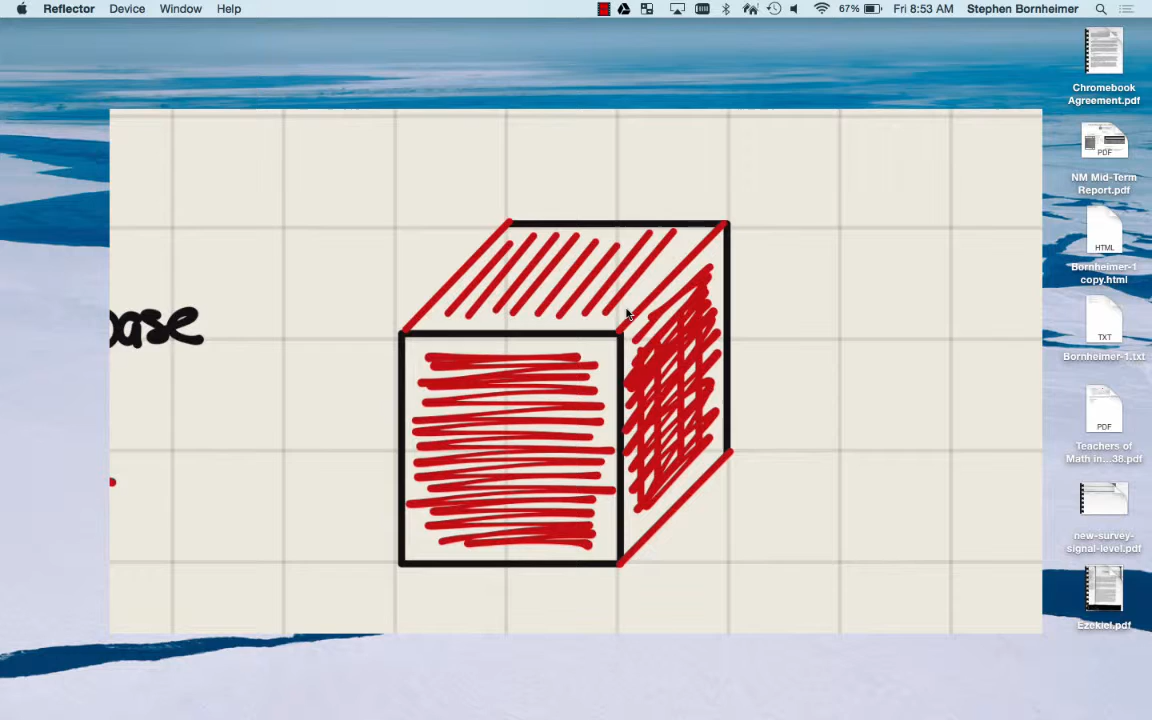 Reflector Device Window Help 67% Fri 8:53 AM Stephen Bornheimer
Chromebook
Agreement.pdf
PDF
NM Mid-Term
Report.pdf
HTML
Bornheimer-1
copy.html
TXT
Bornheimer-1.txt
PDF
Teachers of
Math in...38.pdf
new-survey-
signal-level.pdf
Ezekiel.pdf
base